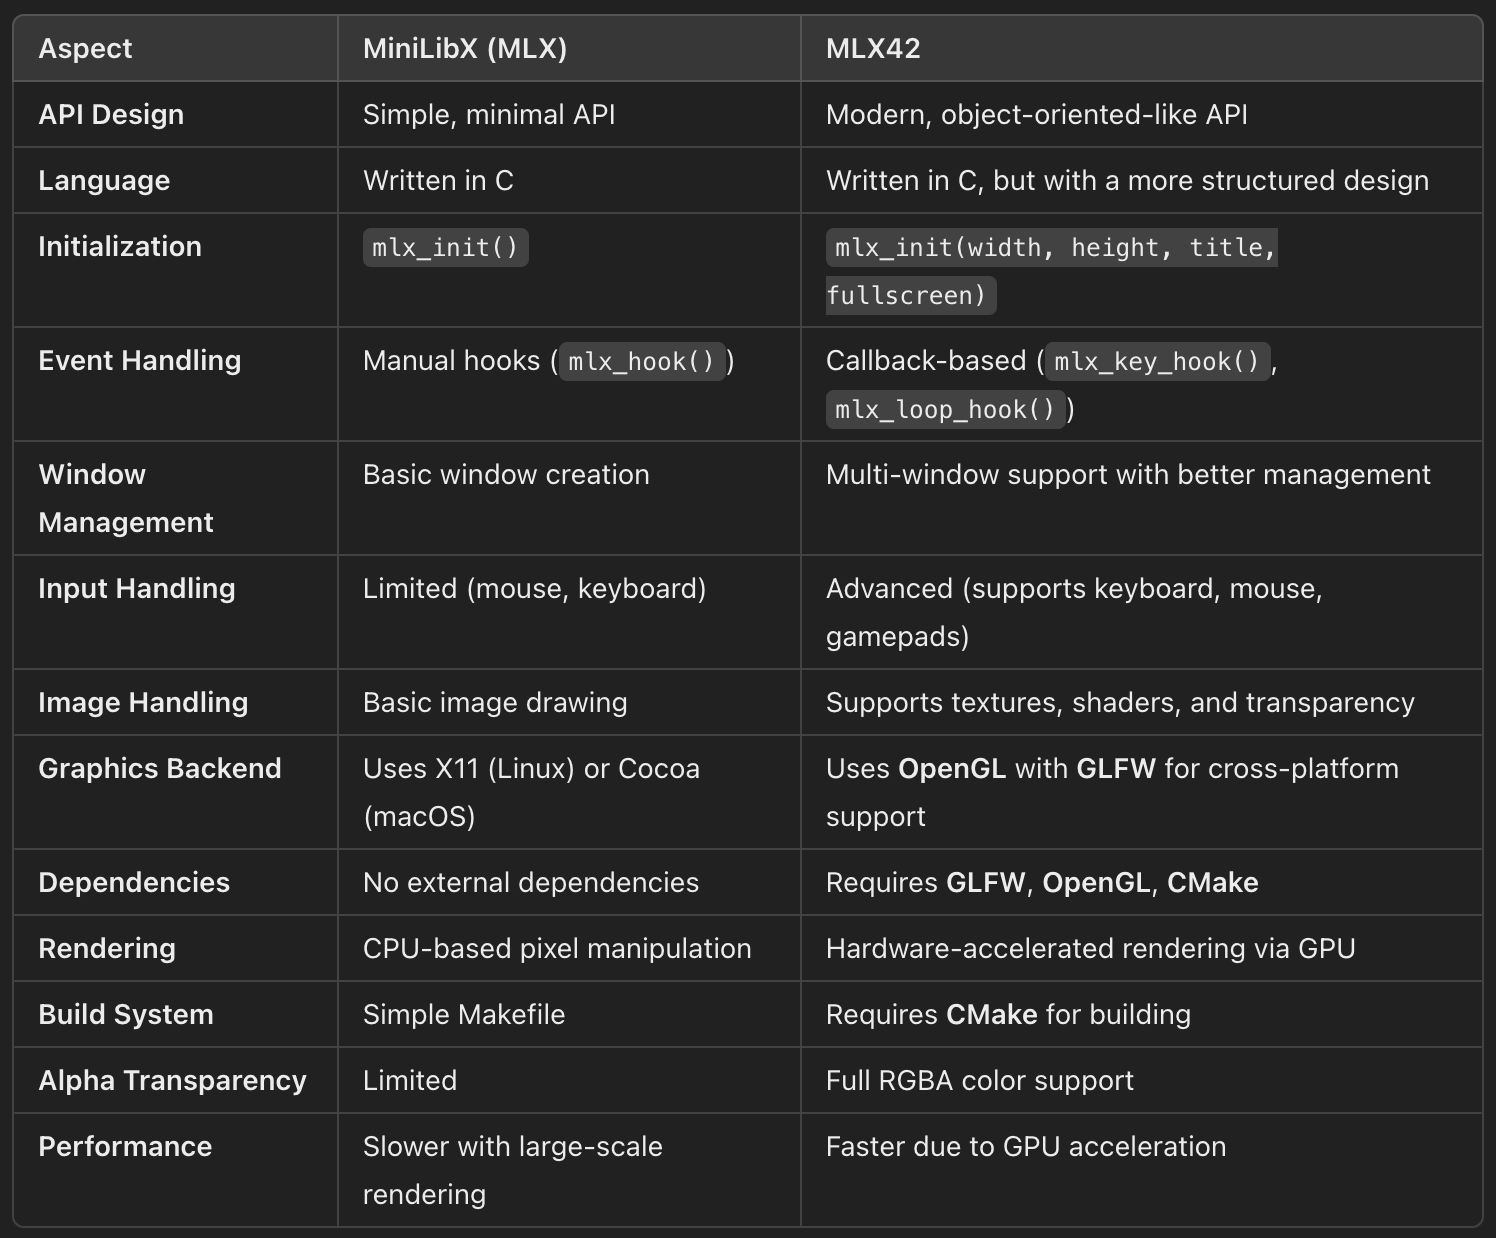 Aspect
MiniLibX (MLX)
MLX42
API Design
Simple, minimal API
Modern, object-oriented-like API
Language
Written in C
Written in C, but with a more structured design
Initialization
mlx_init()
mlx_init(width, height, title,
fullscreen)
Event Handling
Manual hooks (mlx_hook())
Callback-based (mlx_key_hook(),
mlx_loop_hook())
Window
Management
Basic window creation
Multi-window support with better management
Input Handling
Limited (mouse, keyboard)
Advanced (supports keyboard, mouse,
gamepads)
Image Handling
Basic image drawing
Supports textures, shaders, and transparency
Graphics Backend
Uses X11 (Linux) or Cocoa
(macOS)
Uses OpenGL with GLFW for cross-platform
support
Dependencies
No external dependencies
Requires GLFW, OpenGL, CMake
Rendering
CPU-based pixel manipulation
Hardware-accelerated rendering via GPU
Build System
Simple Makefile
Requires CMake for building
Alpha Transparency
Limited
Full RGBA color support
Performance
Slower with large-scale
rendering
Faster due to GPU acceleration